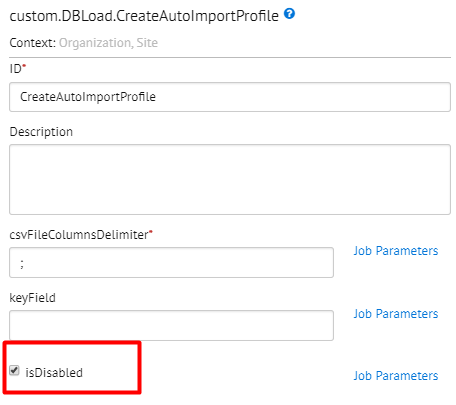 custom.DBLoad.CreateAutoImportProfile ?
Context: Organization, Site
ID*
CreateAutoImportProfile
Description
csvFileColumnsDelimiter*
; Job Parameters
keyField
Job Parameters
isDisabled Job Parameters